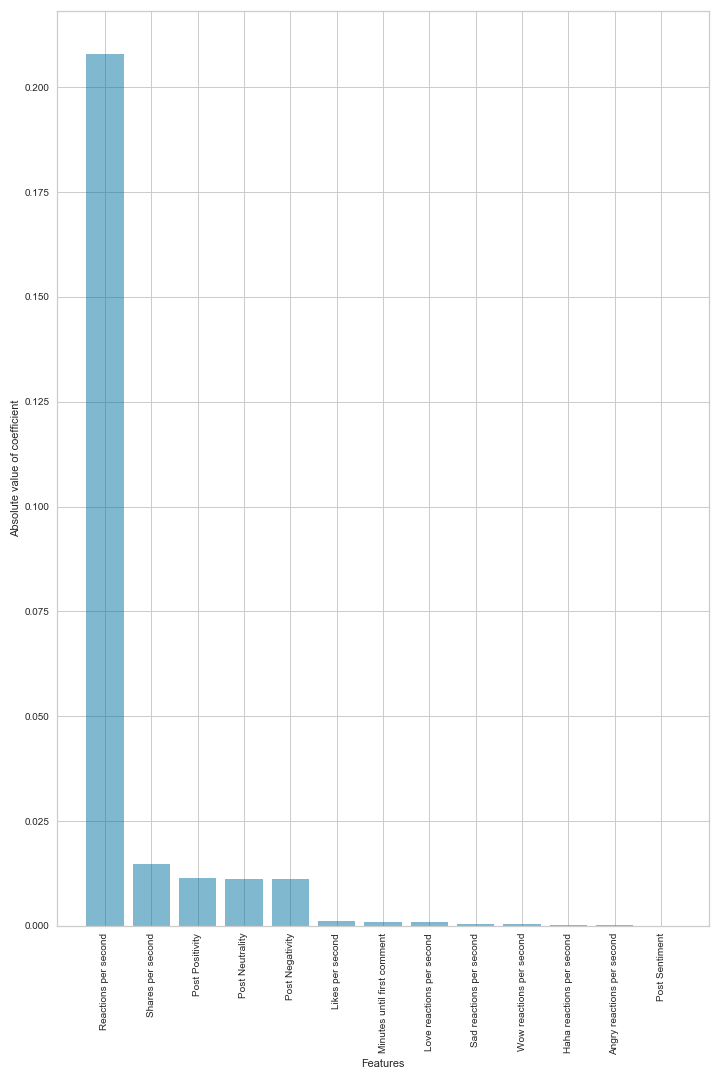 0.200
0.175
0.150
0.125
0.100
0.075
0.050
0.025
0.000
Absolute value of coefficient
Reactions per second
Shares per second
Post Positivity
Post Neutrality
Post Negativity
Likes per second
Minutes until first comment
Love reactions per second
Sad reactions per second
Wow reactions per second
Haha reactions per second
Angry reactions per second
Post Sentiment
Features